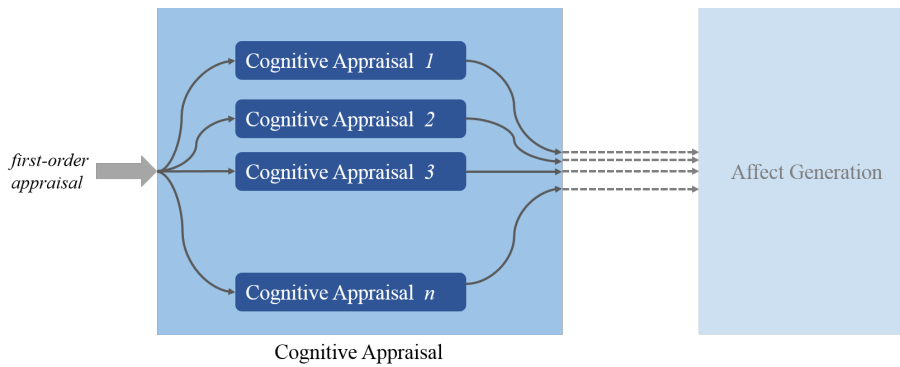 Cognitive Appraisal 1
Cognitive Appraisal 2
first-order
appraisal
Cognitive Appraisal 3
Affect Generation
Cognitive Appraisal n
Cognitive Appraisal